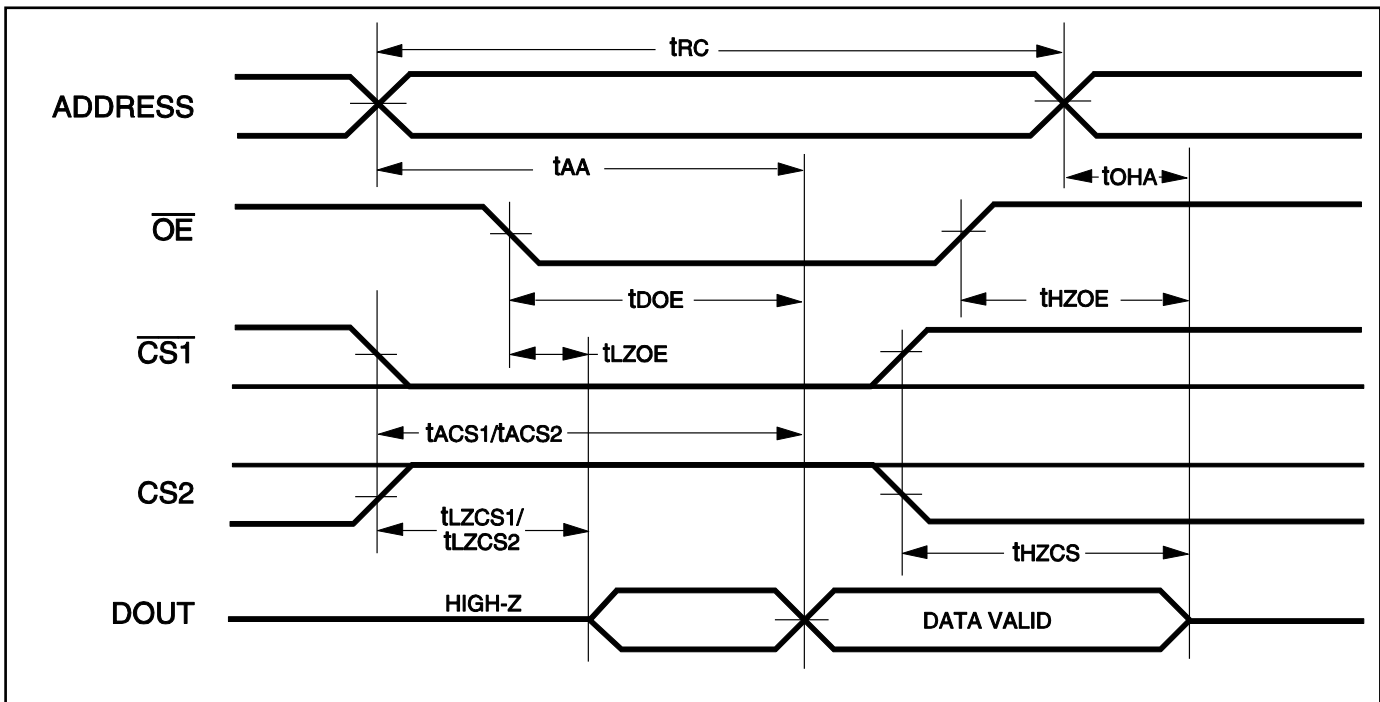 tRC
ADDRESS
tAA
tOHA
OE
tDOE
tHZOE
CS1
tLZOE
tACS1/tACS2
CS2
tLZCS1/
tLZCS2
tHZCS
HIGH-Z
DOUT
DATA VALID